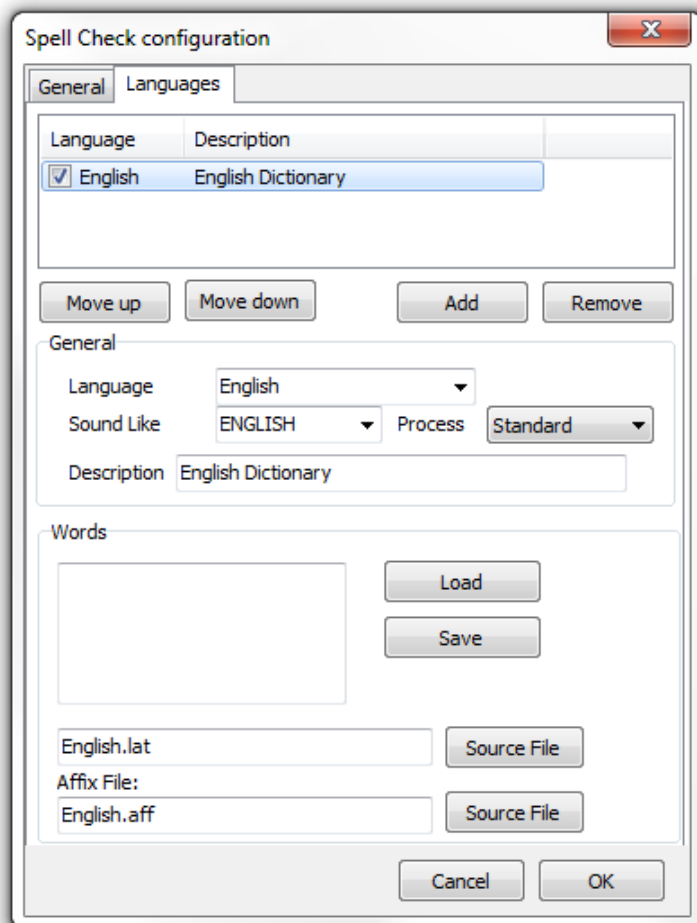 Spell Check configuration
General Languages
Language Description
English English Dictionary
Move up Move down Add Remove
General
Language English
Sound Like ENGLISH Process Standard
Description English Dictionary
Words
Load
Save
English.lat Source File
Affix File:
English.aff Source File
Cancel OK